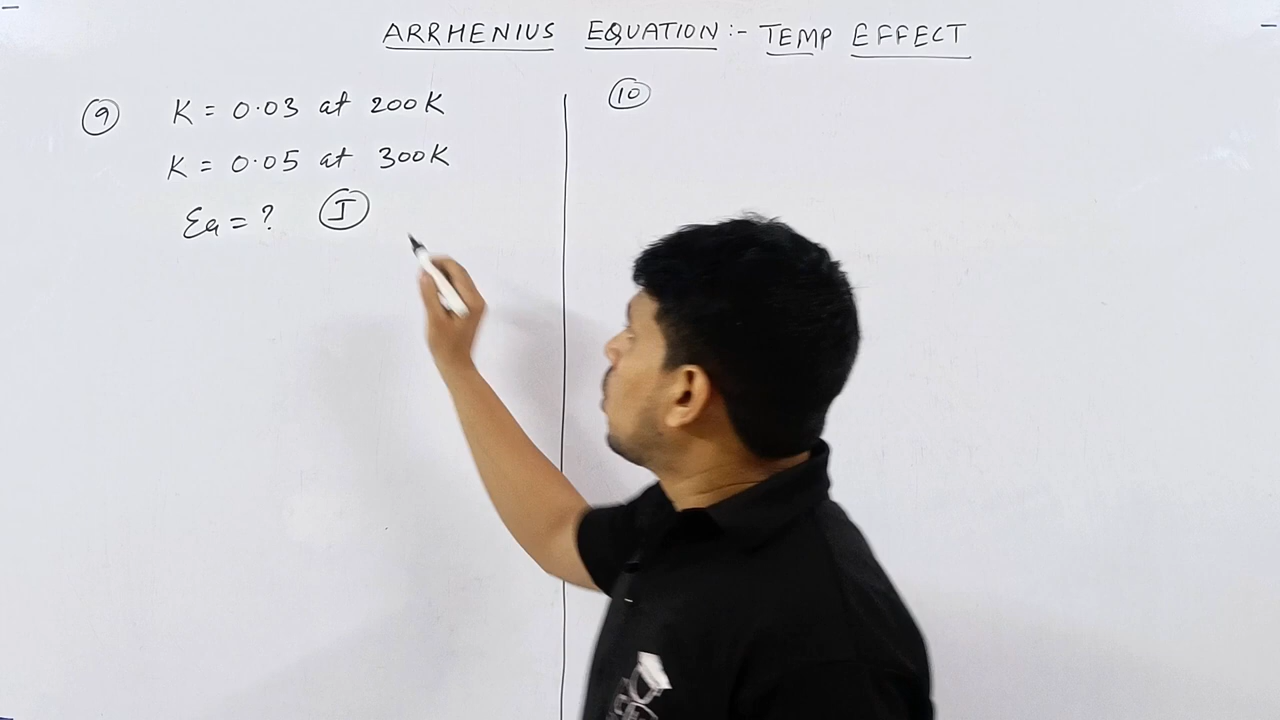 ARRHENIUS EQUATION :- TEMP EFFECT
9 K = 0.03 at 200K
K = 0.05 at 300K
Ea = ? I
10